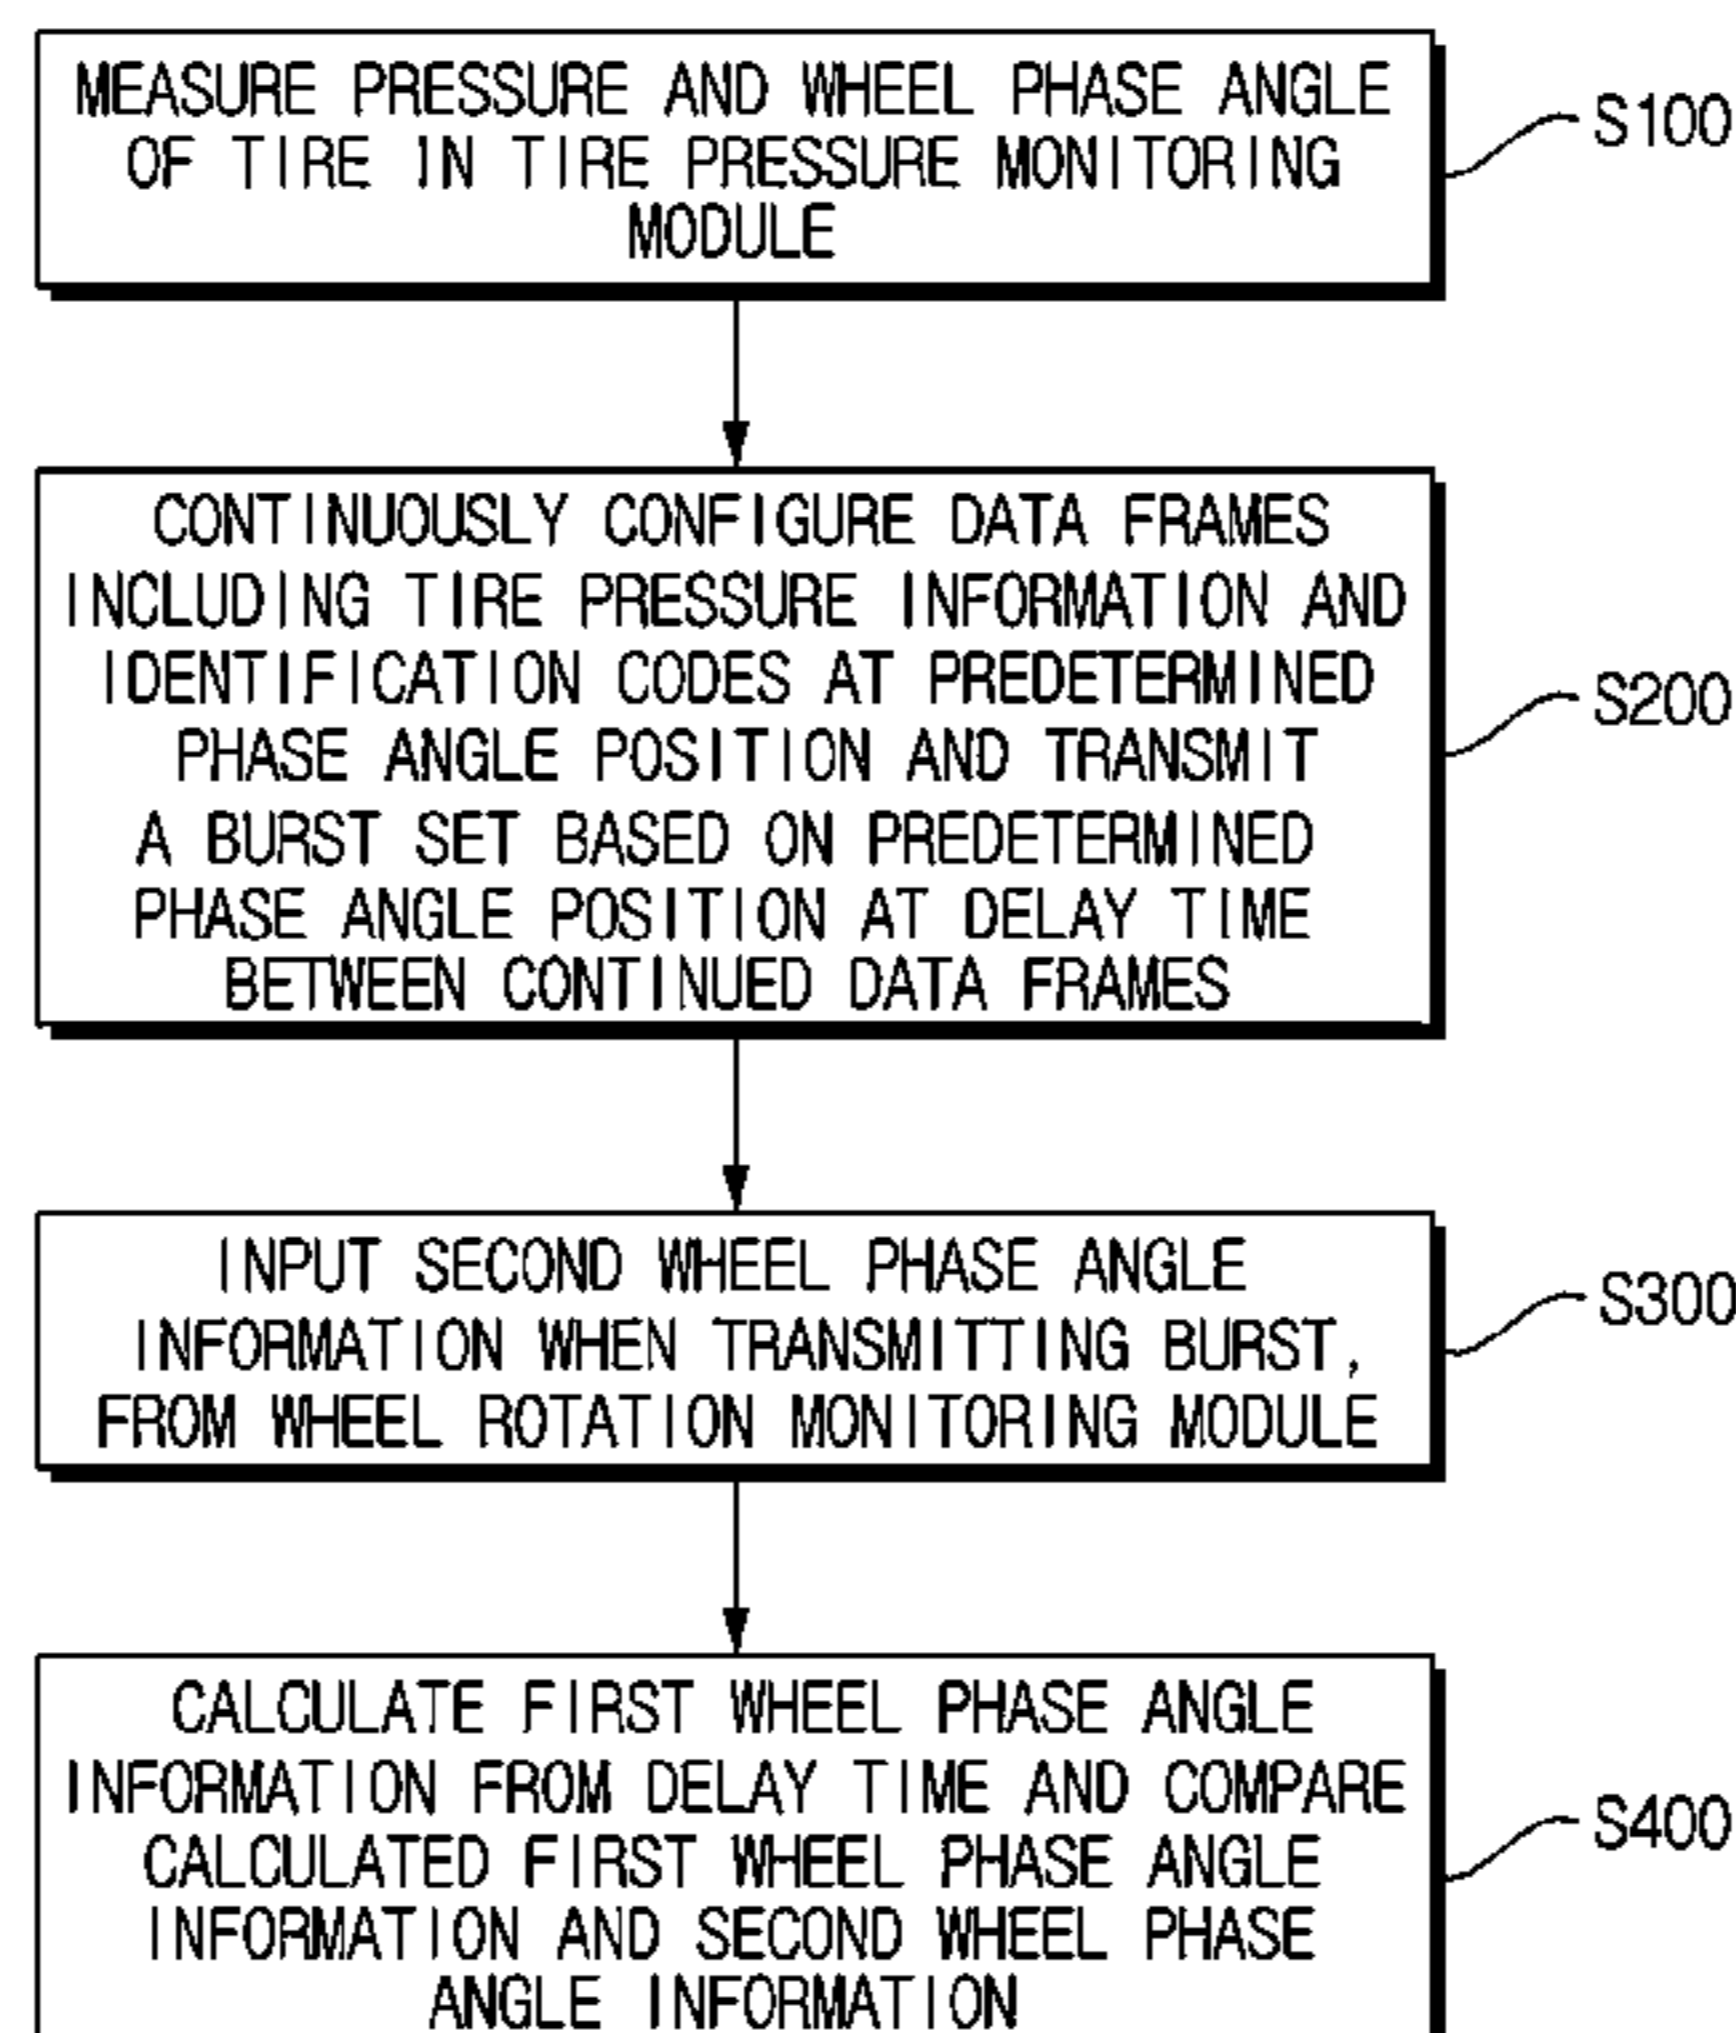 MEASURE PRESSURE AND WHEEL PHASE ANGLE
OF TIRE IN TIRE PRESSURE MONITORING
MODULE
S100
CONTINUOUSLY CONFIGURE DATA FRAMES
INCLUDING TIRE PRESSURE INFORMATION AND
IDENTIFICATION CODES AT PREDETERMINED
PHASE ANGLE POSITION AND TRANSMIT
A BURST SET BASED ON PREDETERMINED
PHASE ANGLE POSITION AT DELAY TIME
BETWEEN CONTINUED DATA FRAMES
S200
INPUT SECOND WHEEL PHASE ANGLE
INFORMATION WHEN TRANSMITTING BURST,
FROM WHEEL ROTATION MONITORING MODULE
S300
CALCULATE FIRST WHEEL PHASE ANGLE
INFORMATION FROM DELAY TIME AND COMPARE
CALCULATED FIRST WHEEL PHASE ANGLE
INFORMATION AND SECOND WHEEL PHASE
ANGLE INFORMATION
S400